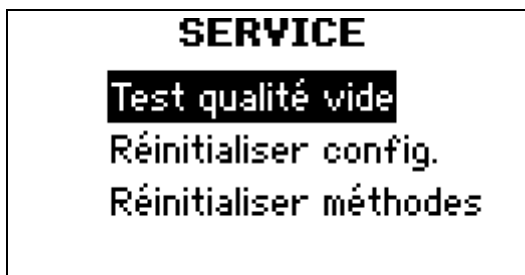 SERVICE
Test qualité vide
Réinitialiser config.
Réinitialiser méthodes